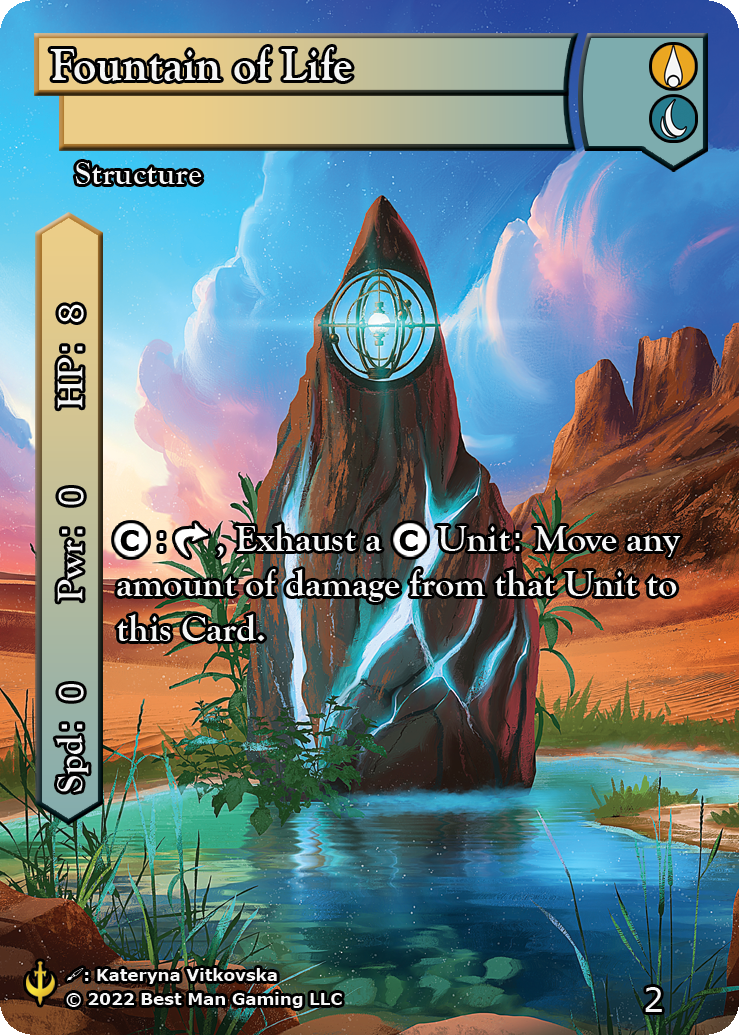 Fountain of Life
Structure
HP: 8
Pwr: 0
Spd: 0
©:↷, Exhaust a © Unit: Move any
amount of damage from that Unit to
this Card.
: Kateryna Vitkovska
© 2022 Best Man Gaming LLC
2